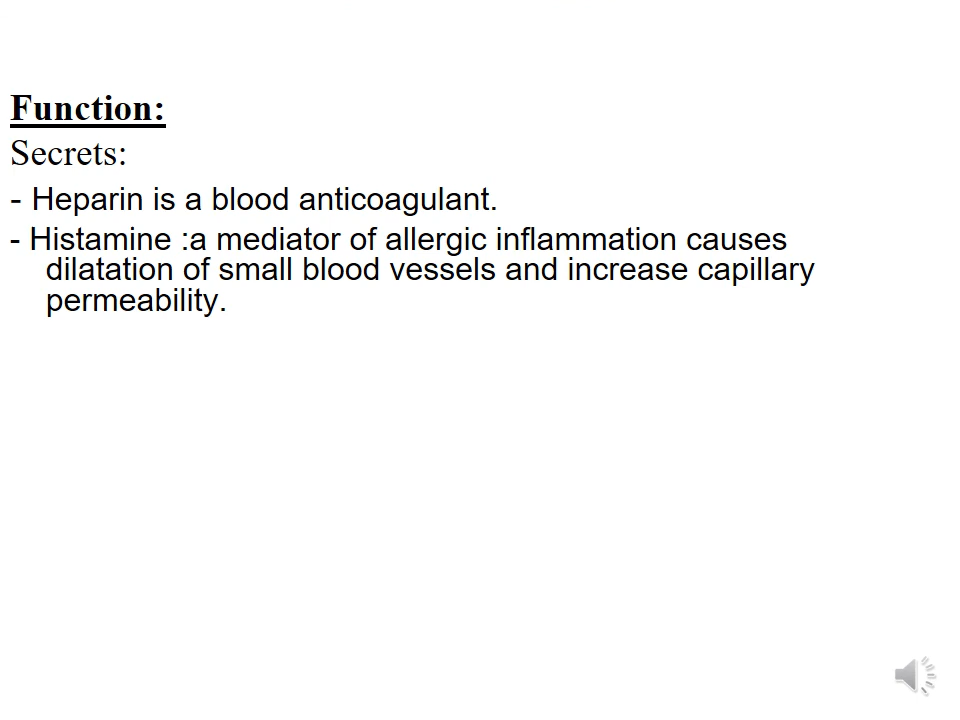 Function:
Secrets:
- Heparin is a blood anticoagulant.
- Histamine :a mediator of allergic inflammation causes
dilatation of small blood vessels and increase capillary
permeability.